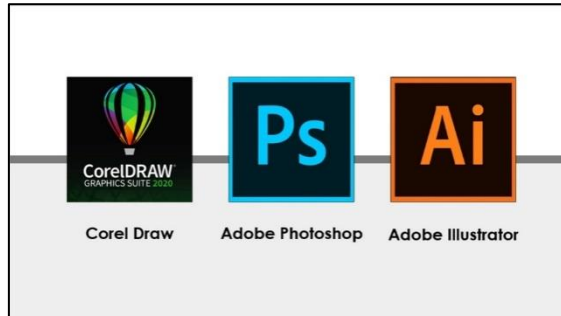 Ps
Ai
CorelDRAW
GRAPHICS SUITE 2020
Corel Draw
Adobe Photoshop
Adobe Illustrator